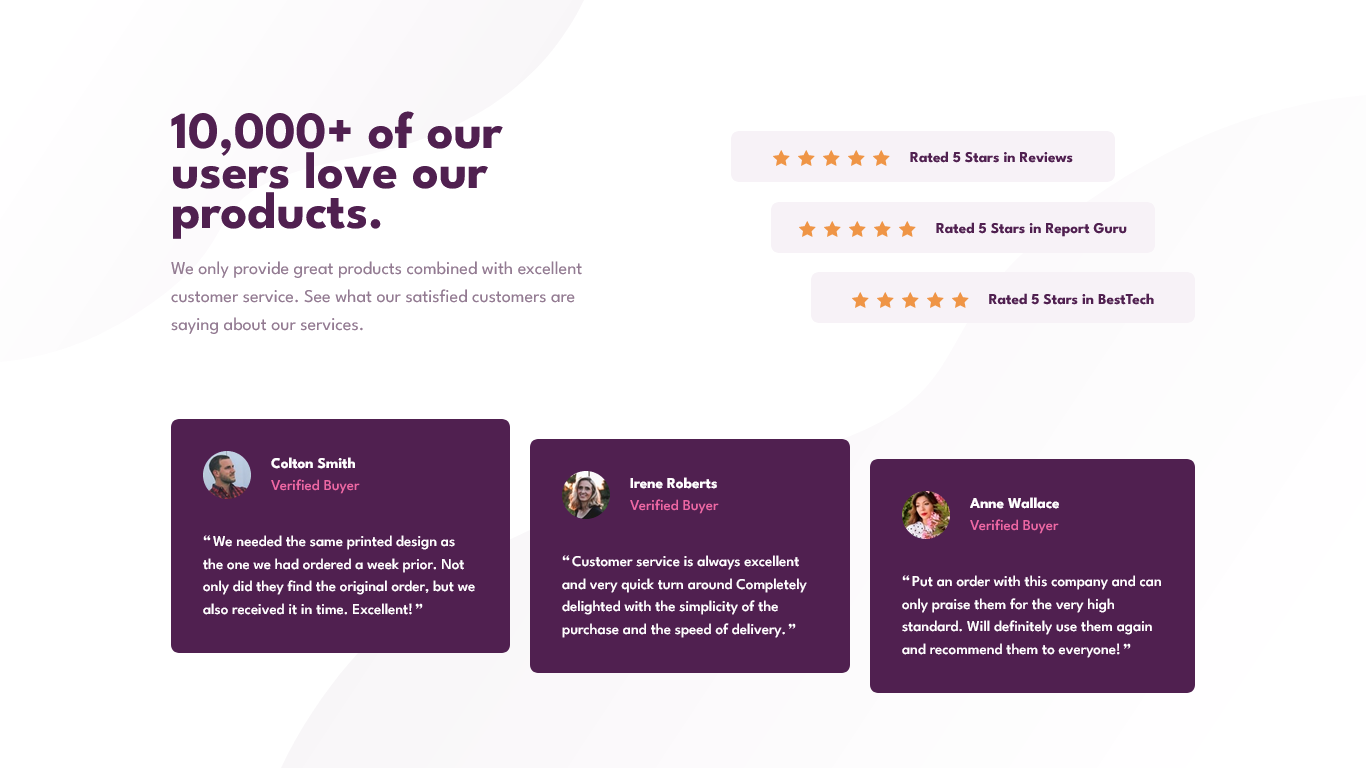 10,000+ of our
users love our
products.
We only provide great products combined with excellent
customer service. See what our satisfied customers are
saying about our services.
Rated 5 Stars in Reviews
Rated 5 Stars in Report Guru
Rated 5 Stars in BestTech
Colton Smith
Verified Buyer
“ We needed the same printed design as
the one we had ordered a week prior. Not
only did they find the original order, but we
also received it in time. Excellent! ”
Irene Roberts
Verified Buyer
“ Customer service is always excellent
and very quick turn around Completely
delighted with the simplicity of the
purchase and the speed of delivery. ”
Anne Wallace
Verified Buyer
“ Put an order with this company and can
only praise them for the very high
standard. Will definitely use them again
and recommend them to everyone! ”